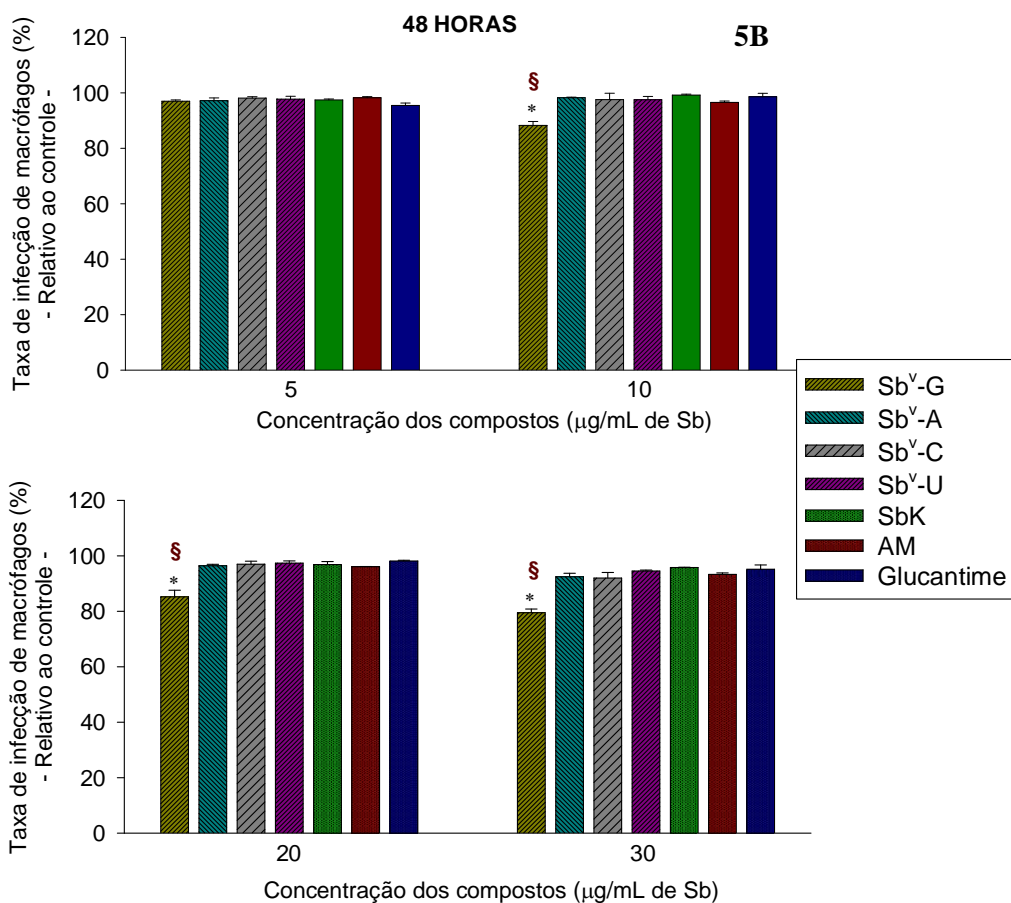 48 HORAS
5B
Taxa de infecção de macrófagos (%)
- Relativo ao controle -
120
100
80
60
40
20
0
§
*
5
10
Concentração dos compostos (μg/mL de Sb)
Sbᵛ-G
Sbᵛ-A
Sbᵛ-C
Sbᵛ-U
SbK
AM
Glucantime
Taxa de infecção de macrófagos (%)
- Relativo ao controle -
120
100
80
60
40
20
0
§
*
§
*
20
30
Concentração dos compostos (μg/mL de Sb)